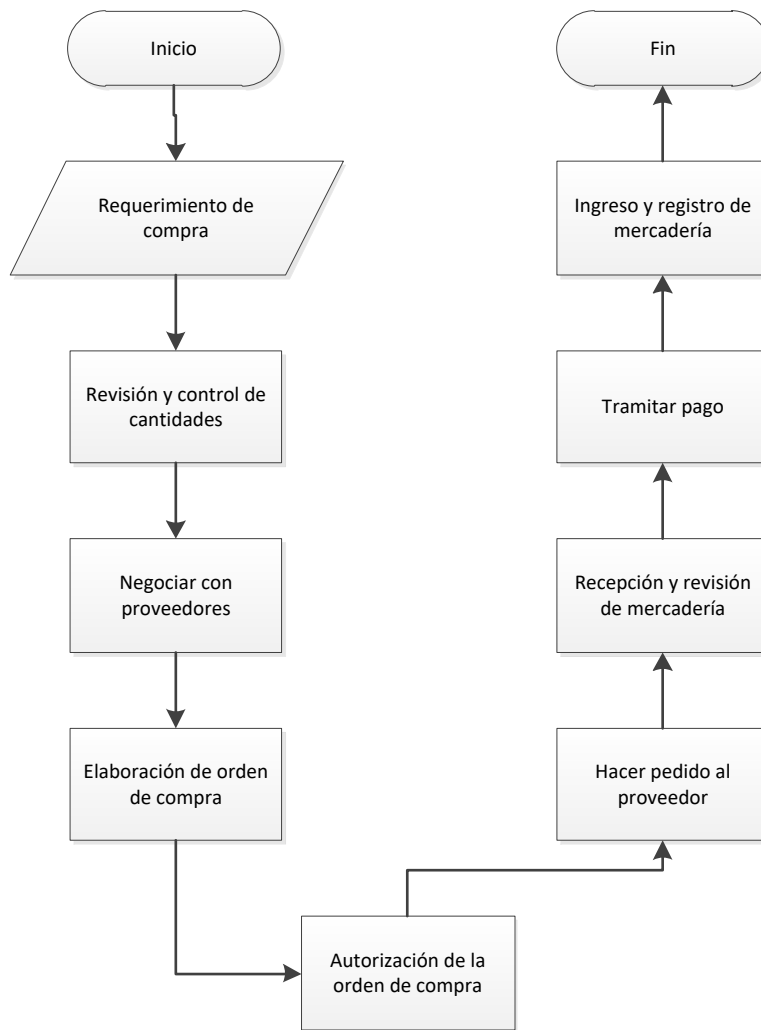 Inicio
Requerimiento de
compra
Revisión y control de
cantidades
Negociar con
proveedores
Elaboración de orden
de compra
Autorización de la
orden de compra
Hacer pedido al
proveedor
Recepción y revisión
de mercadería
Tramitar pago
Ingreso y registro de
mercadería
Fin